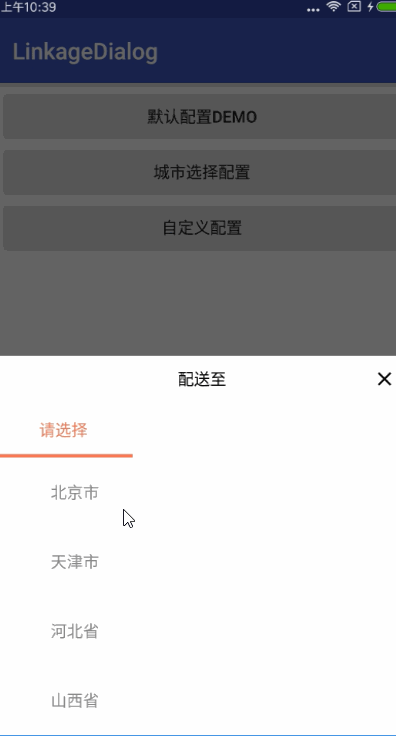 上午10:39
LinkageDialog
默认配置DEMO
城市选择配置
自定义配置
配送至
请选择
北京市
天津市
河北省
山西省